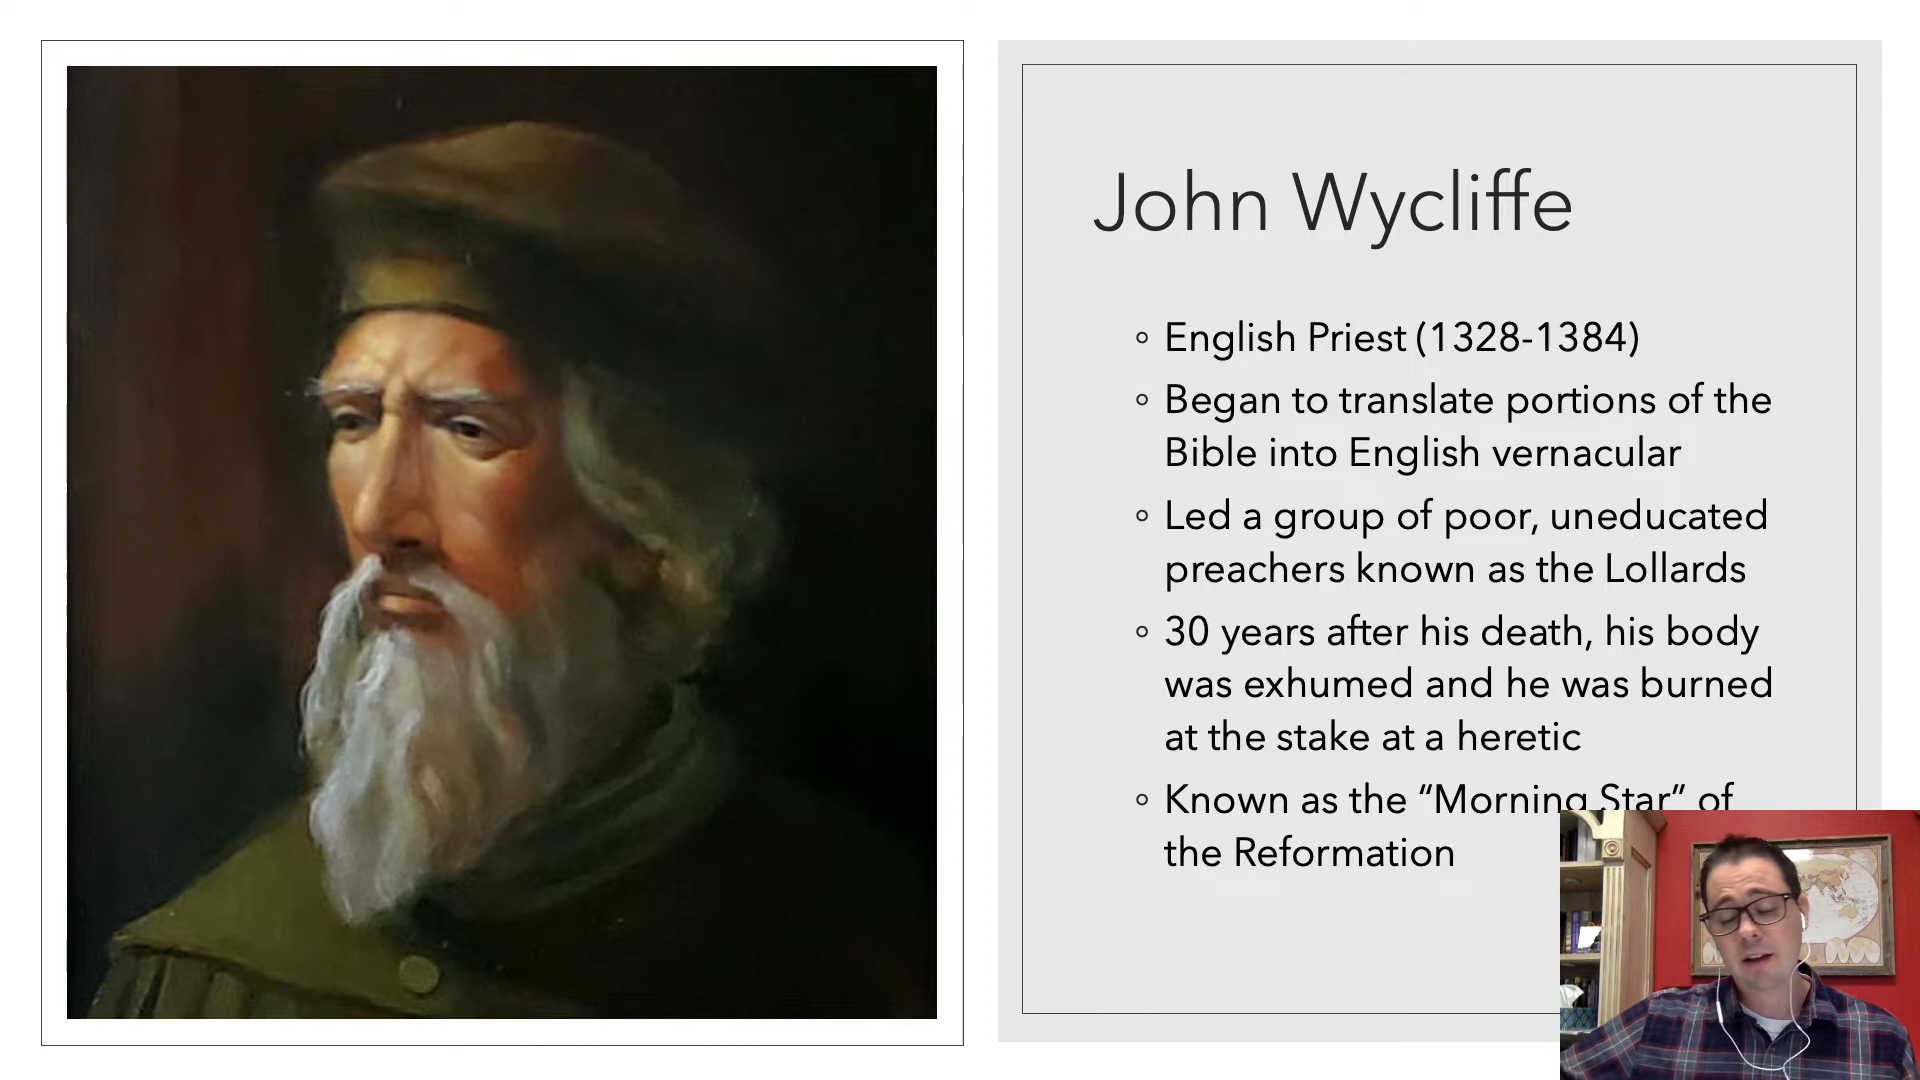 John Wycliffe
◦ English Priest (1328-1384)
◦ Began to translate portions of the
Bible into English vernacular
◦ Led a group of poor, uneducated
preachers known as the Lollards
◦ 30 years after his death, his body
was exhumed and he was burned
at the stake at a heretic
◦ Known as the “Morning Star” of
the Reformation